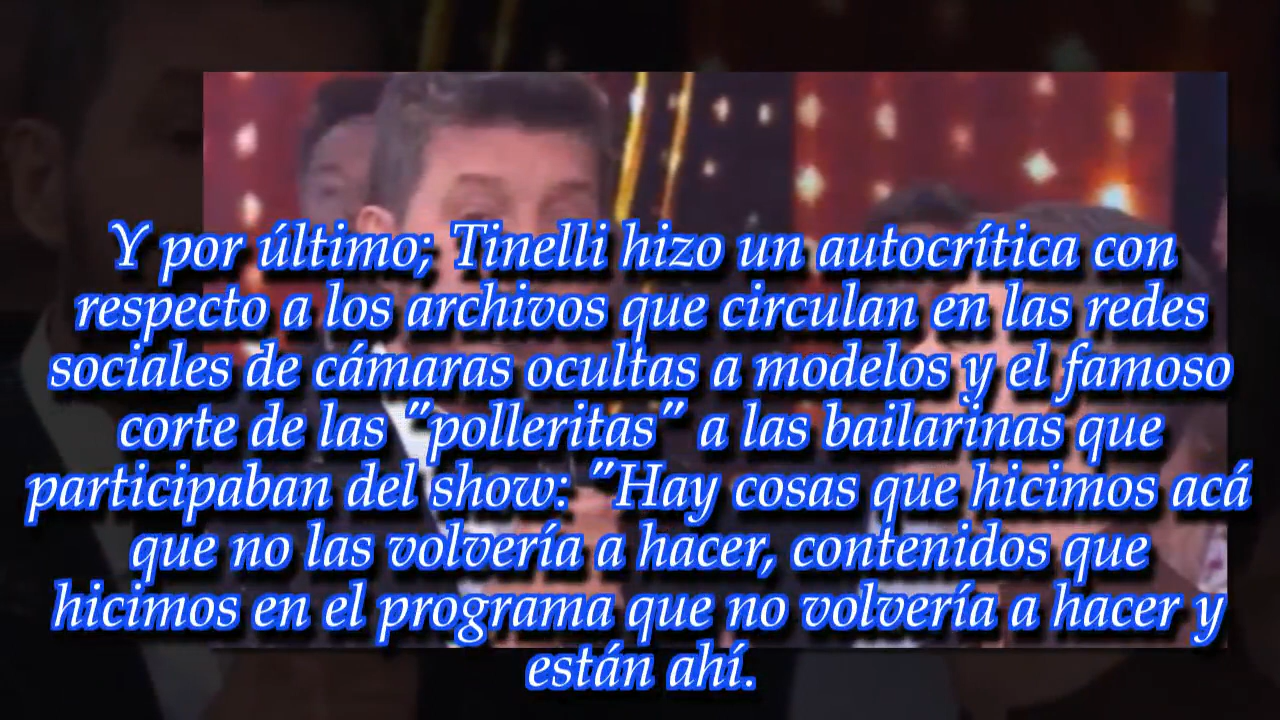 Y por último; Tinelli hizo un autocrítica con
respecto a los archivos que circulan en las redes
sociales de cámaras ocultas a modelos y el famoso
corte de las "polleritas" a las bailarinas que
participaban del show: "Hay cosas que hicimos acá
que no las volvería a hacer, contenidos que
hicimos en el programa que no volvería a hacer y
están ahí.